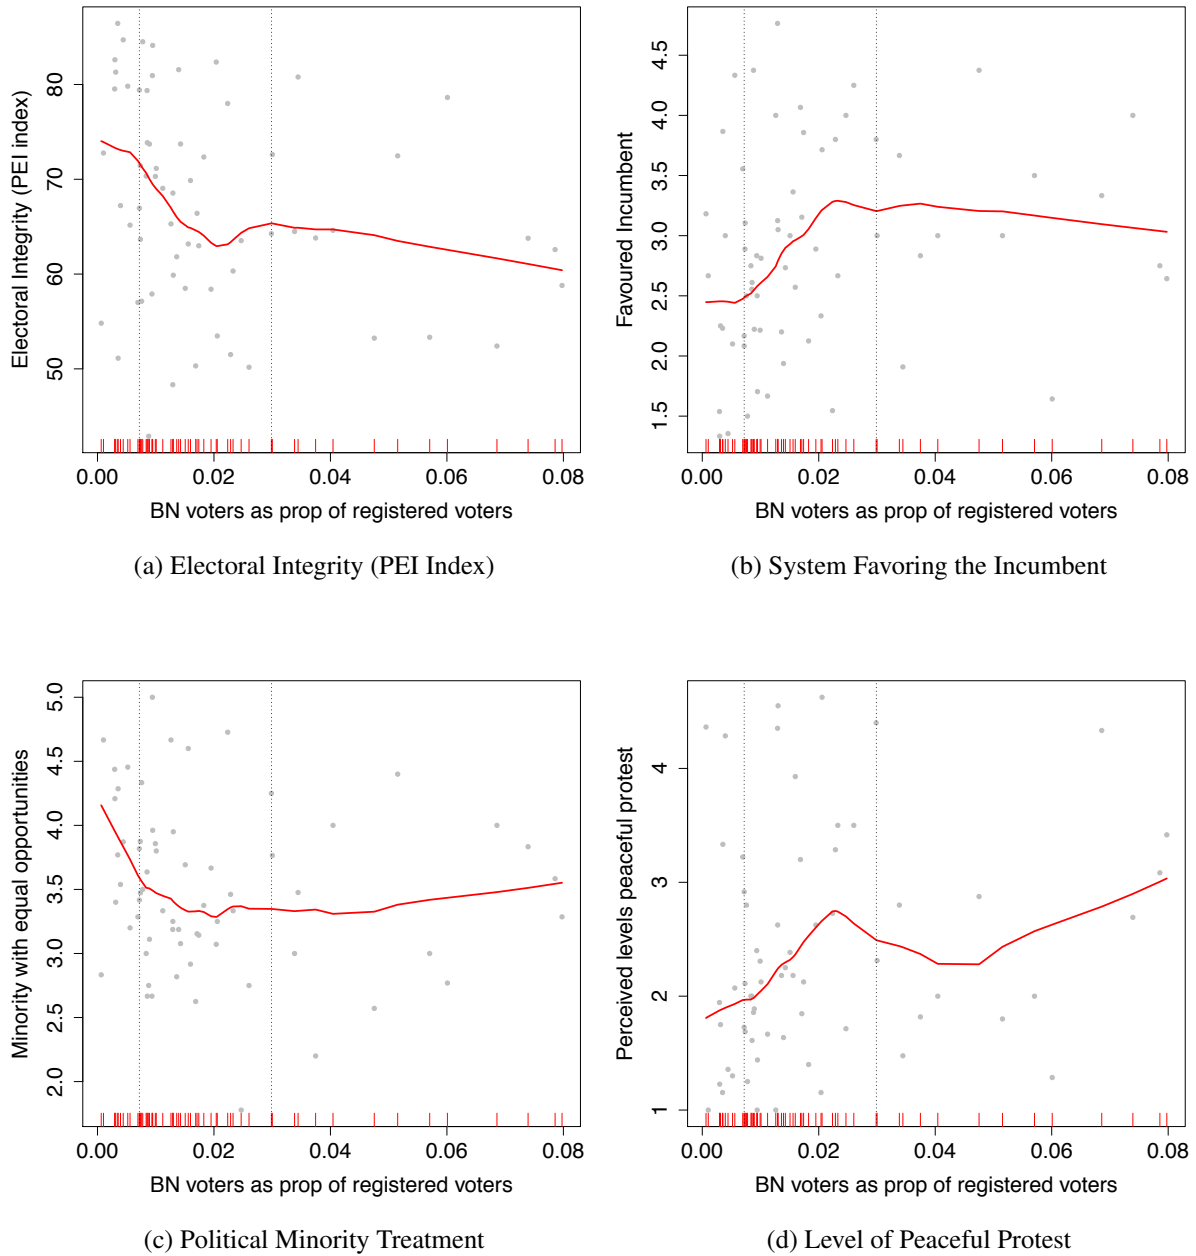 Electoral Integrity (PEI index)
80
70
60
50
0.00 0.02 0.04 0.06 0.08
BN voters as prop of registered voters
(a) Electoral Integrity (PEI Index)
Favoured Incumbent
4.5
4.0
3.5
3.0
2.5
2.0
1.5
0.00 0.02 0.04 0.06 0.08
BN voters as prop of registered voters
(b) System Favoring the Incumbent
Minority with equal opportunities
5.0
4.5
4.0
3.5
3.0
2.5
2.0
0.00 0.02 0.04 0.06 0.08
BN voters as prop of registered voters
(c) Political Minority Treatment
Perceived levels peaceful protest
4
3
2
1
0.00 0.02 0.04 0.06 0.08
BN voters as prop of registered voters
(d) Level of Peaceful Protest